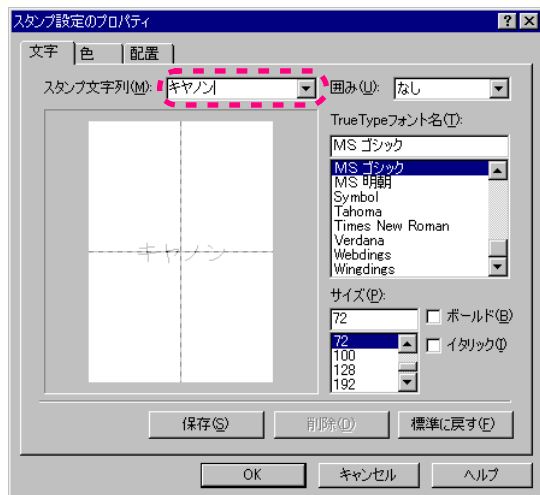 スタンプ設定のプロパティ
文字 色 配置
スタンプ文字列(M): キヤノン 囲み(U): なし
TrueTypeフォント名(T):
MS ゴシック
MS ゴシック
MS 明朝
Symbol
Tahoma
Times New Roman
Verdana
Webdings
Wingdings
キヤノン
サイズ(P):
72 ボールド(B)
72 イタリック(I)
100
128
192
保存(S) 削除(D) 標準に戻す(F)
OK キャンセル ヘルプ